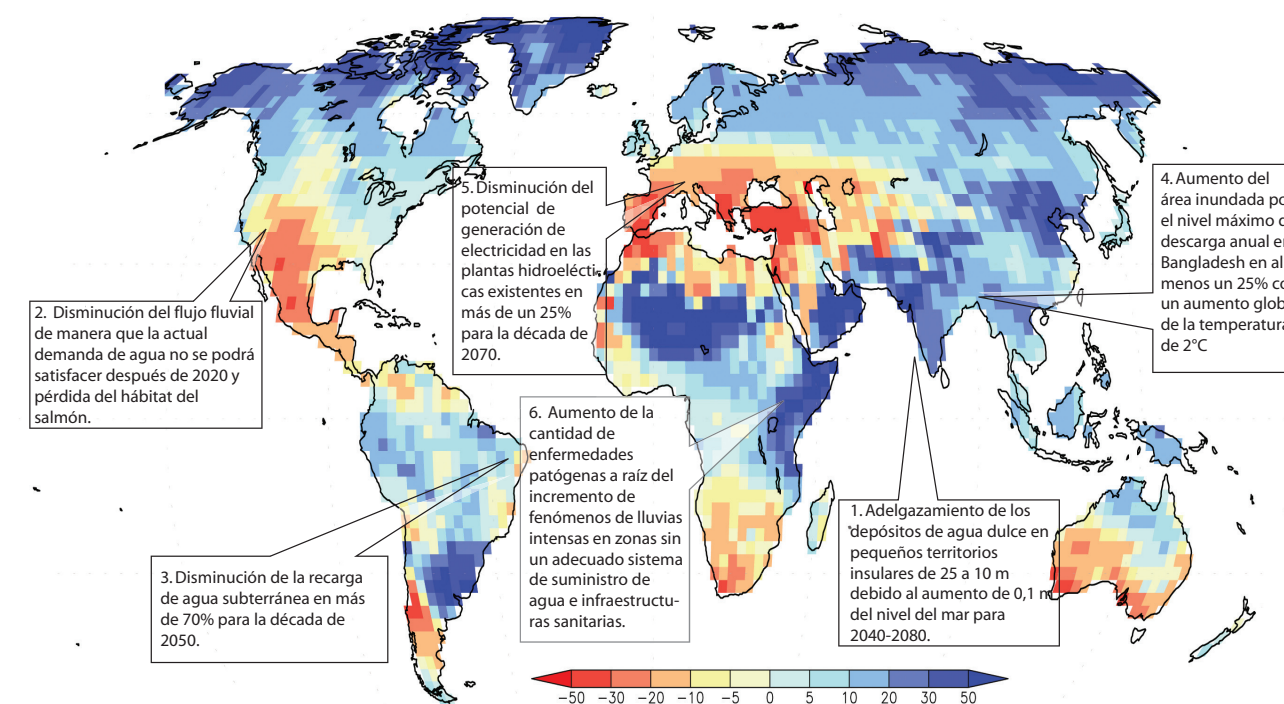 5. Disminución del
potencial de
generación de
electricidad en las
plantas hidroelécti-
cas existentes en
más de un 25%
para la década de
2070.
4. Aumento del
área inundada po
el nivel máximo
descarga anual e
Bangladesh en al
menos un 25% co
un aumento glob
de la temperatura
de 2°C
2. Disminución del flujo fluvial
de manera que la actual
demanda de agua no se podrá
satisfacer después de 2020 y
pérdida del hábitat del
salmón.
6. Aumento de la
cantidad de
enfermedades
patógenas a raíz del
incremento de
fenómenos de lluvias
intensas en zonas sin
un adecuado sistema
de suministro de
agua e infraestructu-
ras sanitarias.
1. Adelgazamiento de los
depósitos de agua dulce en
pequeños territorios
insulares de 25 a 10 m
debido al aumento de 0,1 m
del nivel del mar para
2040-2080.
3. Disminución de la recarga
de agua subterránea en más
de 70% para la década de
2050.
−50 −30 −20 −10 −5 0 5 10 20 30 50